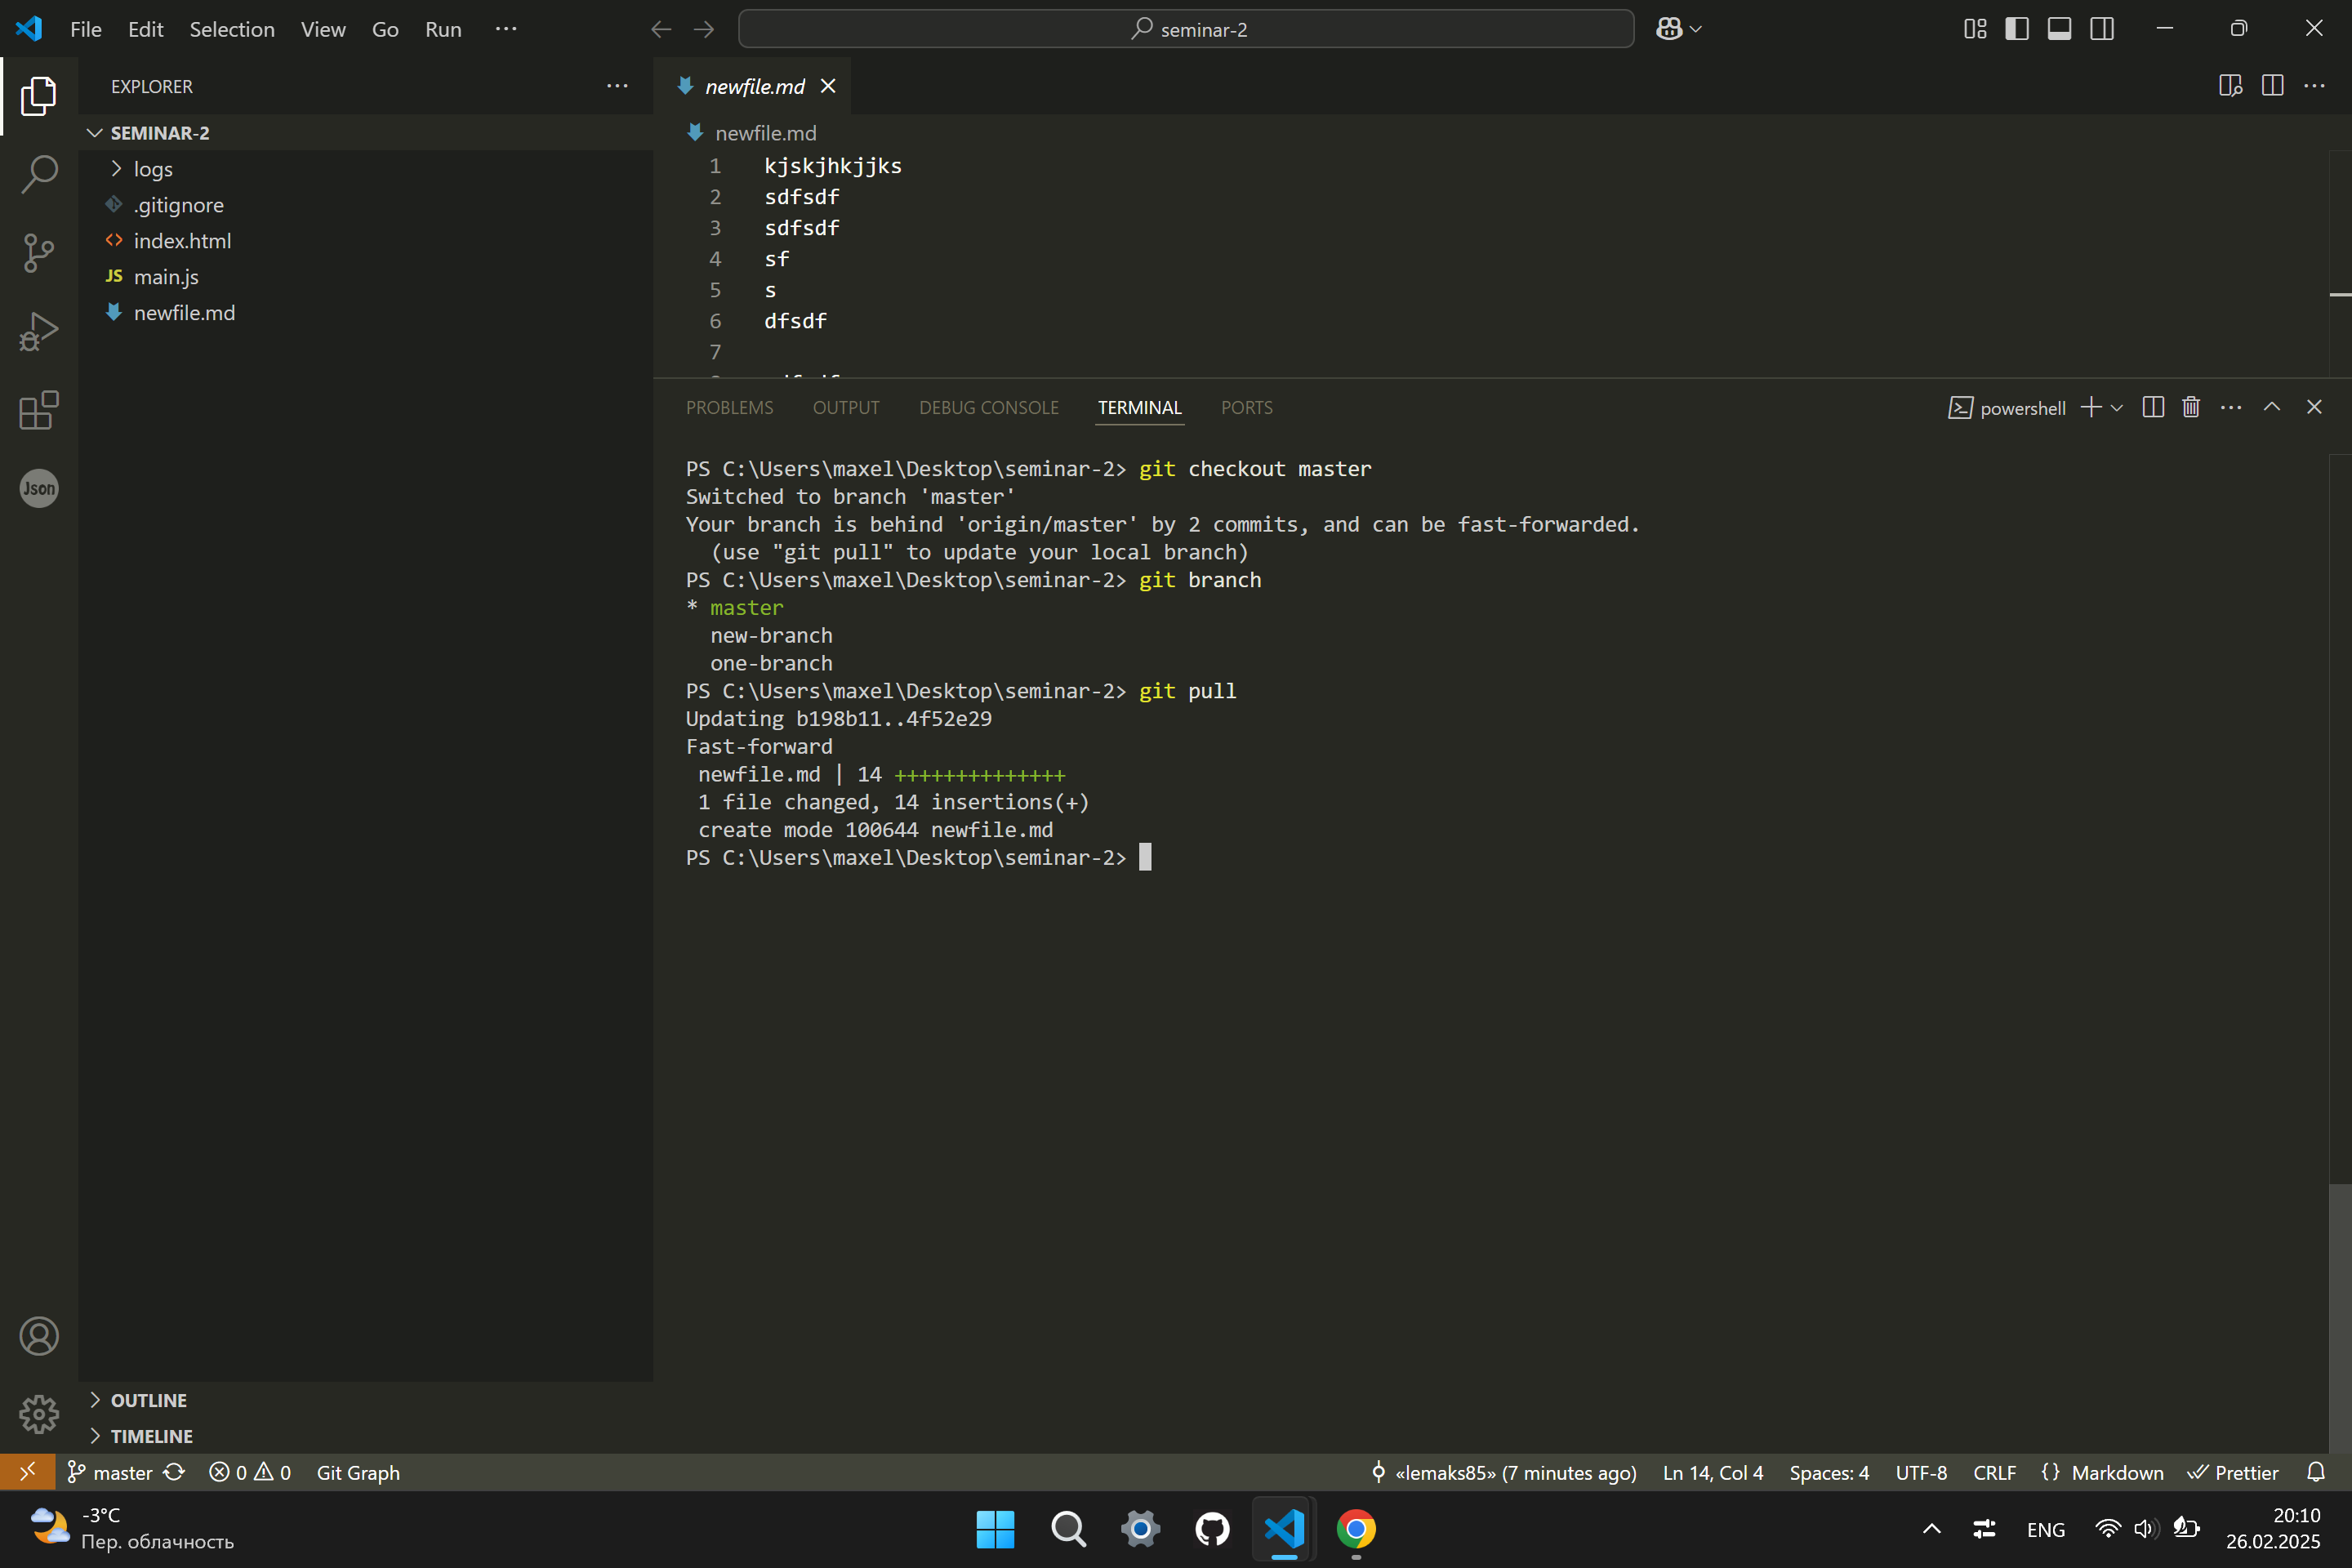 File Edit Selection View Go Run ···
seminar-2
EXPLORER
SEMINAR-2
logs
.gitignore
index.html
JS main.js
newfile.md
OUTLINE
TIMELINE
Json
newfile.md
newfile.md
1 kjskjhkjjks
2 sdfsdf
3 sdfsdf
4 sf
5 s
6 dfsdf
7
PROBLEMS OUTPUT DEBUG CONSOLE TERMINAL PORTS
powershell
PS C:\Users\maxel\Desktop\seminar-2> git checkout master
Switched to branch 'master'
Your branch is behind 'origin/master' by 2 commits, and can be fast-forwarded.
(use "git pull" to update your local branch)
PS C:\Users\maxel\Desktop\seminar-2> git branch
* master
new-branch
one-branch
PS C:\Users\maxel\Desktop\seminar-2> git pull
Updating b198b11..4f52e29
Fast-forward
newfile.md | 14 ++++++++++++++
1 file changed, 14 insertions(+)
create mode 100644 newfile.md
PS C:\Users\maxel\Desktop\seminar-2>
master 0 0 Git Graph
«lemaks85» (7 minutes ago) Ln 14, Col 4 Spaces: 4 UTF-8 CRLF {} Markdown Prettier
-3°C
Пер. облачность
ENG
20:10
26.02.2025